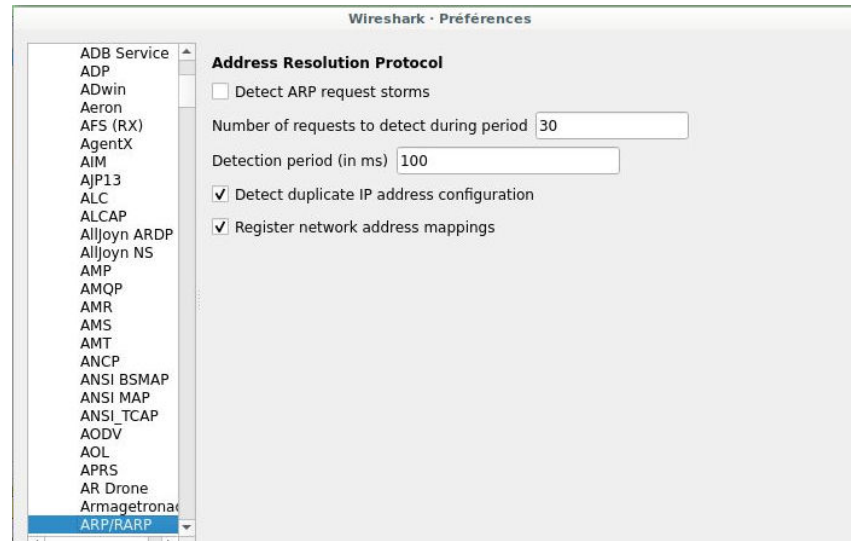 Wireshark · Préférences
ADB Service
ADP
ADwin
Aeron
AFS (RX)
AgentX
AIM
AJP13
ALC
ALCAP
AllJoyn ARDP
AllJoyn NS
AMP
AMQP
AMR
AMS
AMT
ANCP
ANSI BSMAP
ANSI MAP
ANSI_TCAP
AODV
AOL
APRS
AR Drone
Armagetronad
ARP/RARP
Address Resolution Protocol
Detect ARP request storms
Number of requests to detect during period 30
Detection period (in ms) 100
Detect duplicate IP address configuration
Register network address mappings